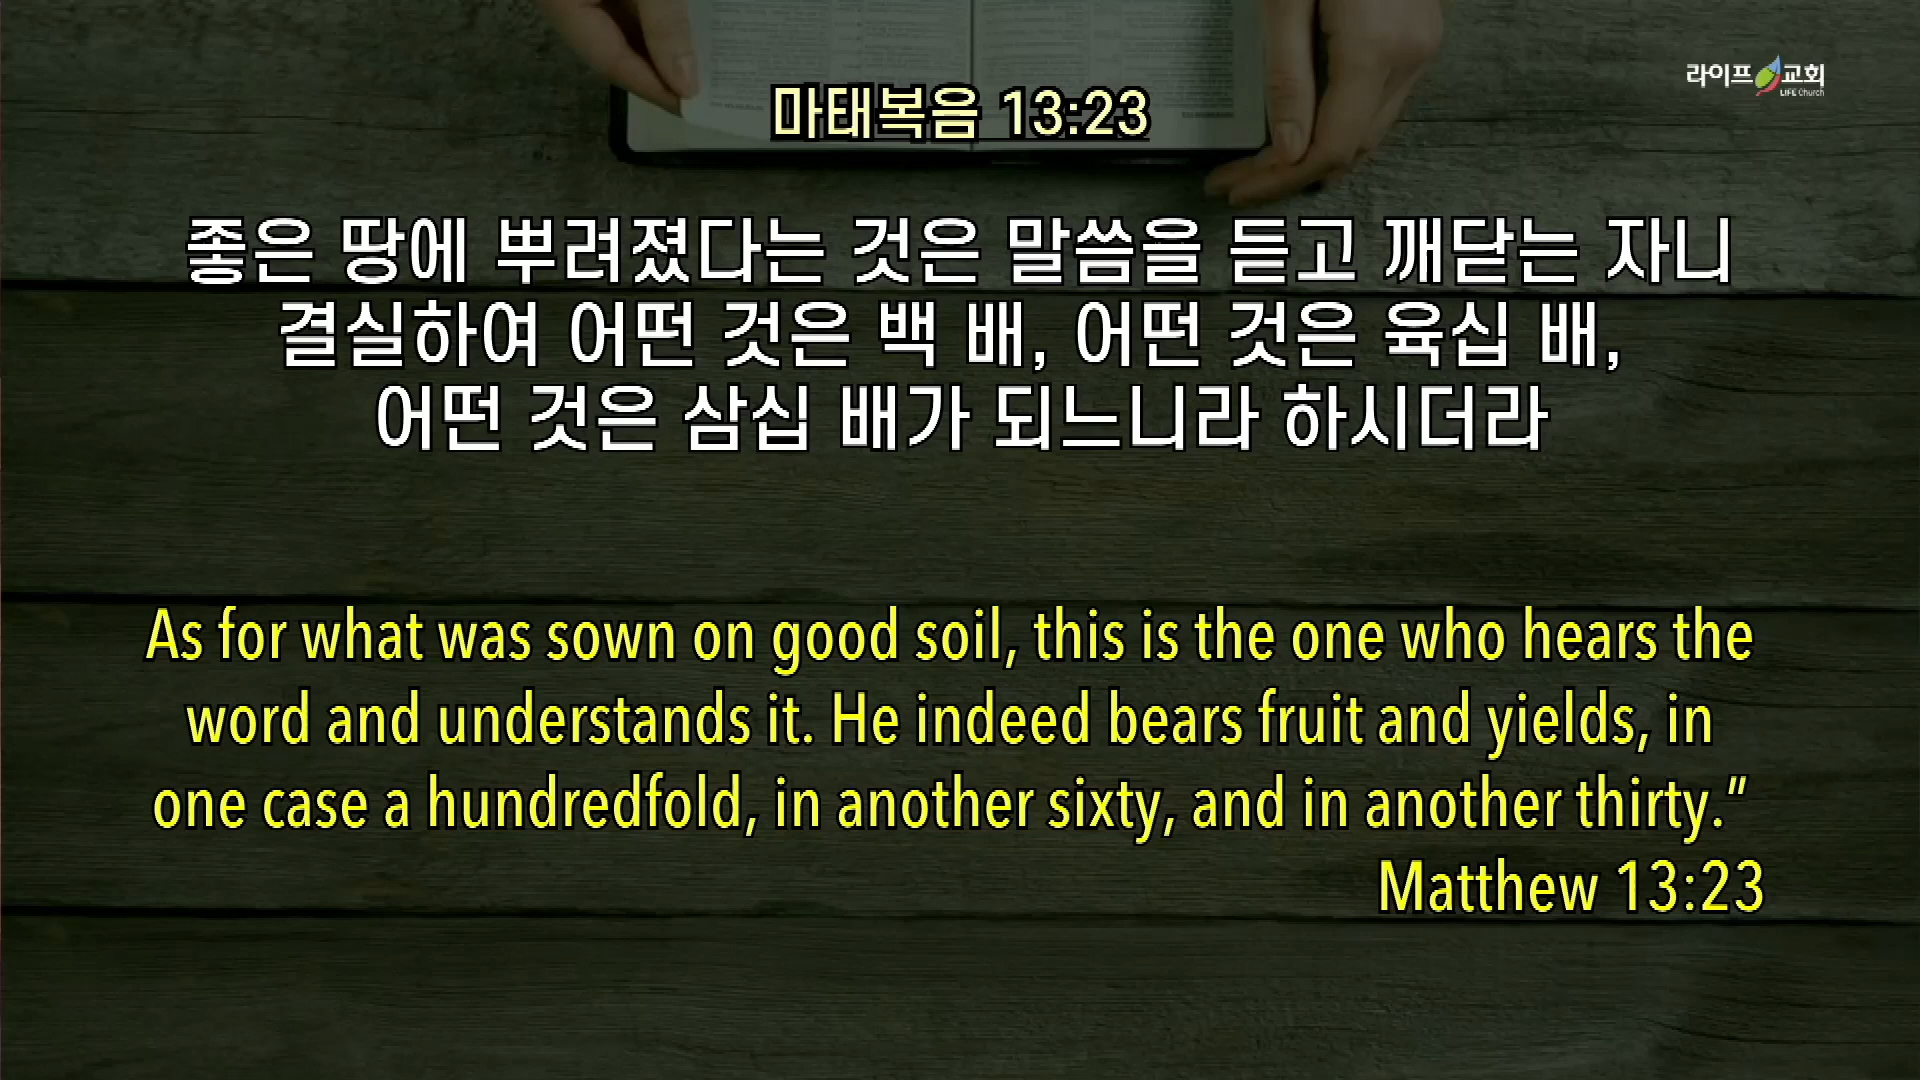 라이프 교회
LIFE Church
마태복음 13:23
좋은 땅에 뿌려졌다는 것은 말씀을 듣고 깨닫는 자니
결실하여 어떤 것은 백 배, 어떤 것은 육십 배,
어떤 것은 삼십 배가 되느니라 하시더라
As for what was sown on good soil, this is the one who hears the
word and understands it. He indeed bears fruit and yields, in
one case a hundredfold, in another sixty, and in another thirty.”
Matthew 13:23